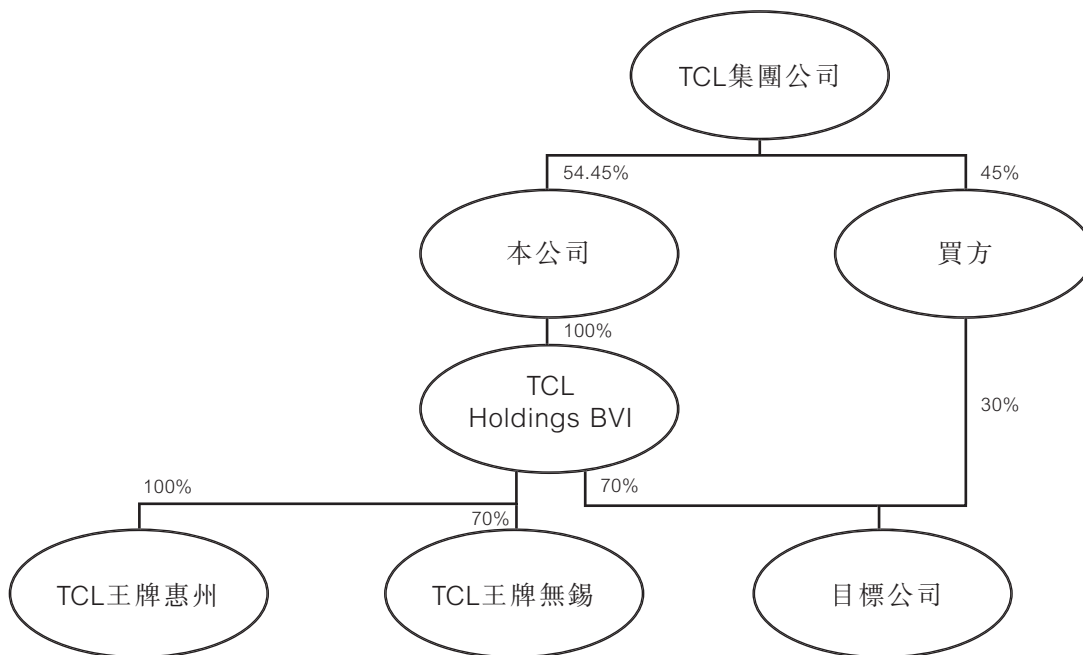 TCL集團公司
54.45%
45%
本公司
買方
100%
TCL
Holdings BVI
30%
100%
70%
70%
TCL王牌惠州
TCL王牌無錫
目標公司